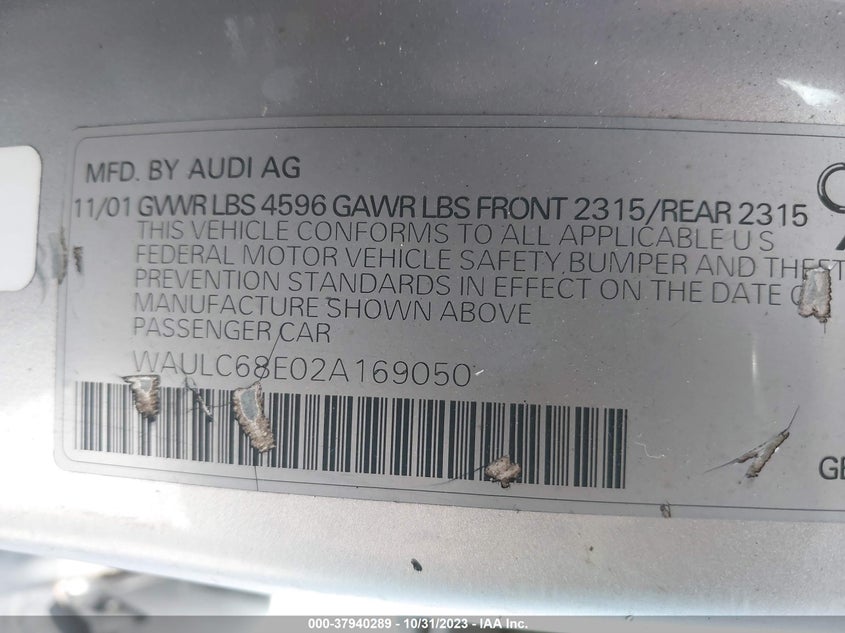 MFD. BY AUDI AG
11/01 GVWR LBS 4596 GAWR LBS FRONT 2315/REAR 2315
THIS VEHICLE CONFORMS TO ALL APPLICABLE U S
FEDERAL MOTOR VEHICLE SAFETY, BUMPER AND THEFT
PREVENTION STANDARDS IN EFFECT ON THE DATE O
MANUFACTURE SHOWN ABOVE
PASSENGER CAR
WAULC68E02A169050
GE
000-37940289 - 10/31/2023 - IAA Inc.